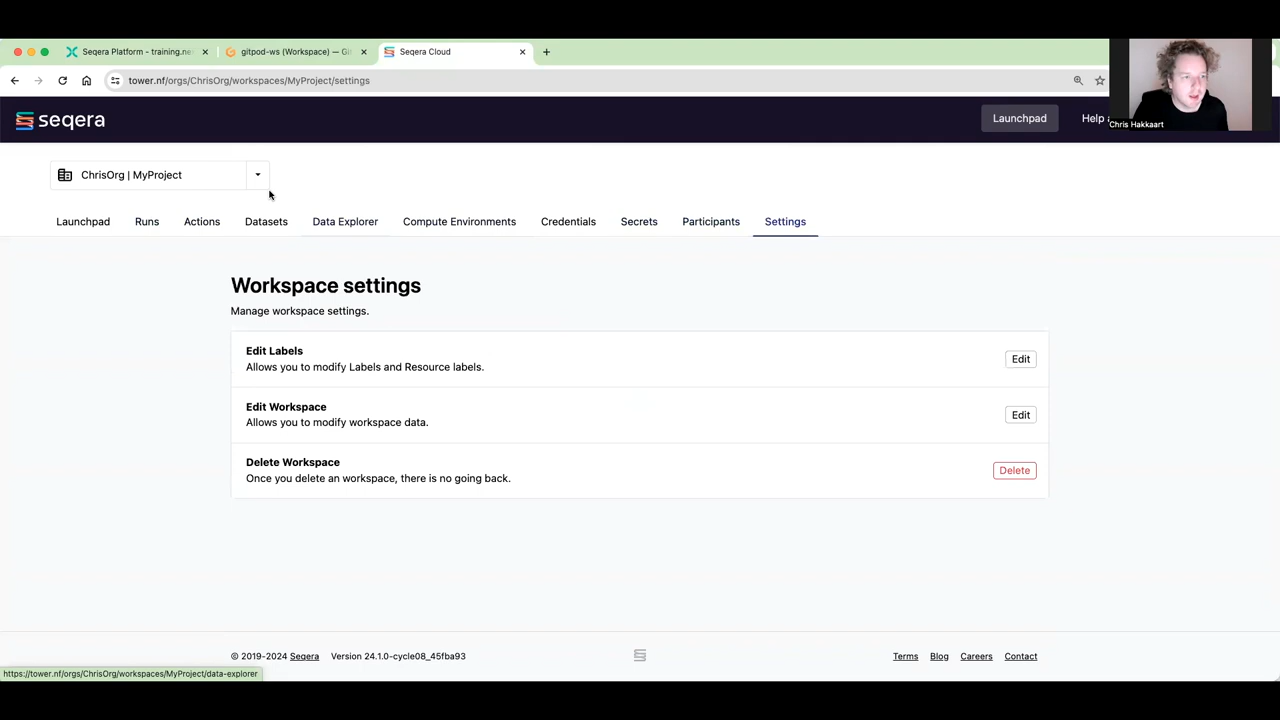 Seqera Platform - training.ne
gitpod-ws (Workspace) — Gi
Seqera Cloud
tower.nf/orgs/ChrisOrg/workspaces/MyProject/settings
Chris Hakkaart
seqera
Launchpad
Help
ChrisOrg | MyProject
Launchpad Runs Actions Datasets Data Explorer Compute Environments Credentials Secrets Participants Settings
Workspace settings
Manage workspace settings.
Edit Labels
Allows you to modify Labels and Resource labels.
Edit
Edit Workspace
Allows you to modify workspace data.
Edit
Delete Workspace
Once you delete an workspace, there is no going back.
Delete
© 2019-2024 Seqera Version 24.1.0-cycle08_45fba93
Terms Blog Careers Contact
https://tower.nf/orgs/ChrisOrg/workspaces/MyProject/data-explorer